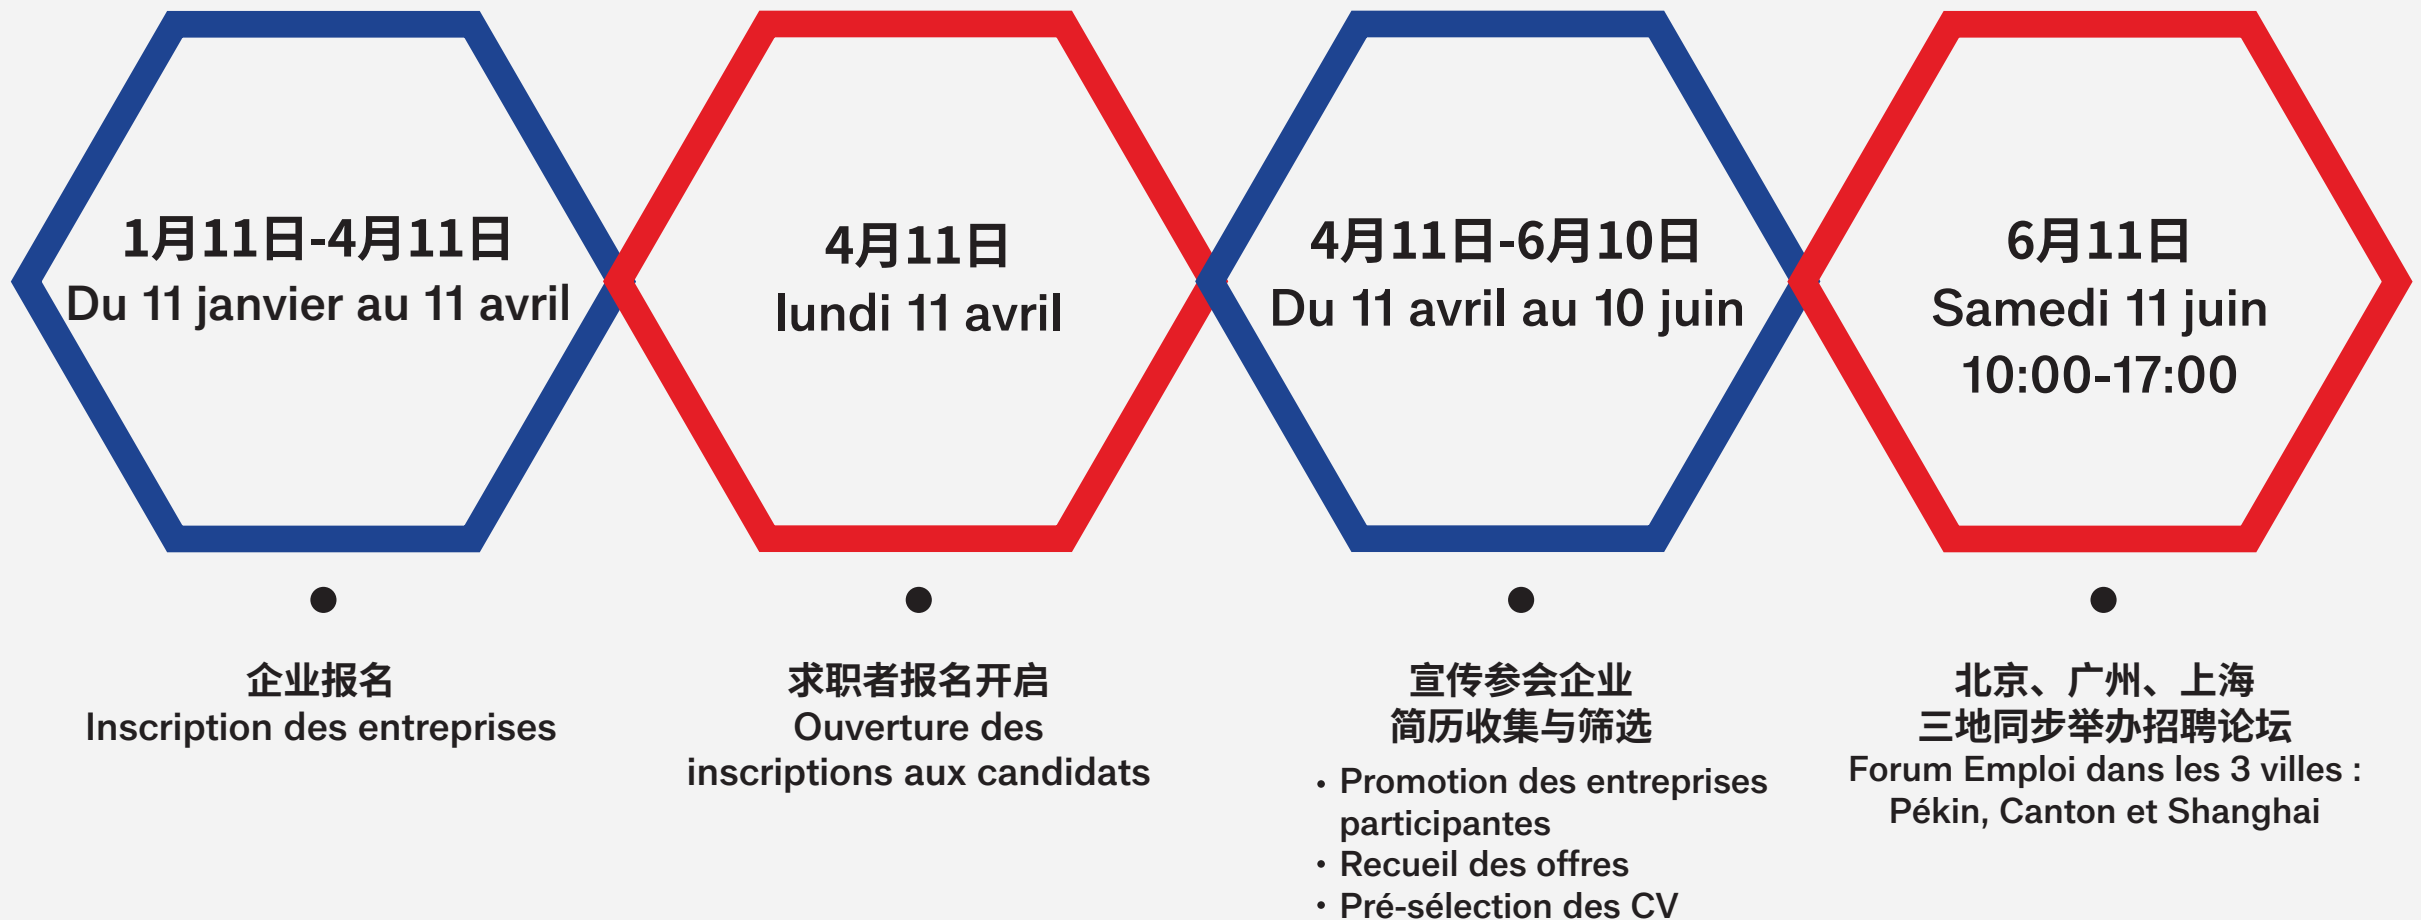 1月11日-4月11日
Du 11 janvier au 11 avril
4月11日
lundi 11 avril
4月11日-6月10日
Du 11 avril au 10 juin
6月11日
Samedi 11 juin
10:00-17:00
企业报名
Inscription des entreprises
求职者报名开启
Ouverture des
inscriptions aux candidats
宣传参会企业
简历收集与筛选
· Promotion des entreprises
participantes
· Recueil des offres
· Pré-sélection des CV
北京、广州、上海
三地同步举办招聘论坛
Forum Emploi dans les 3 villes :
Pékin, Canton et Shanghai